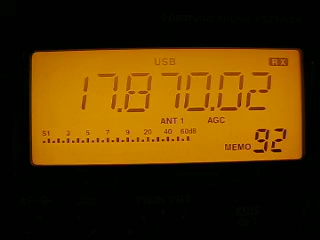 USB RX
17.870.02
ANT 1 AGC
S1 3 5 7 9 20 40 60dB
MEMO 92